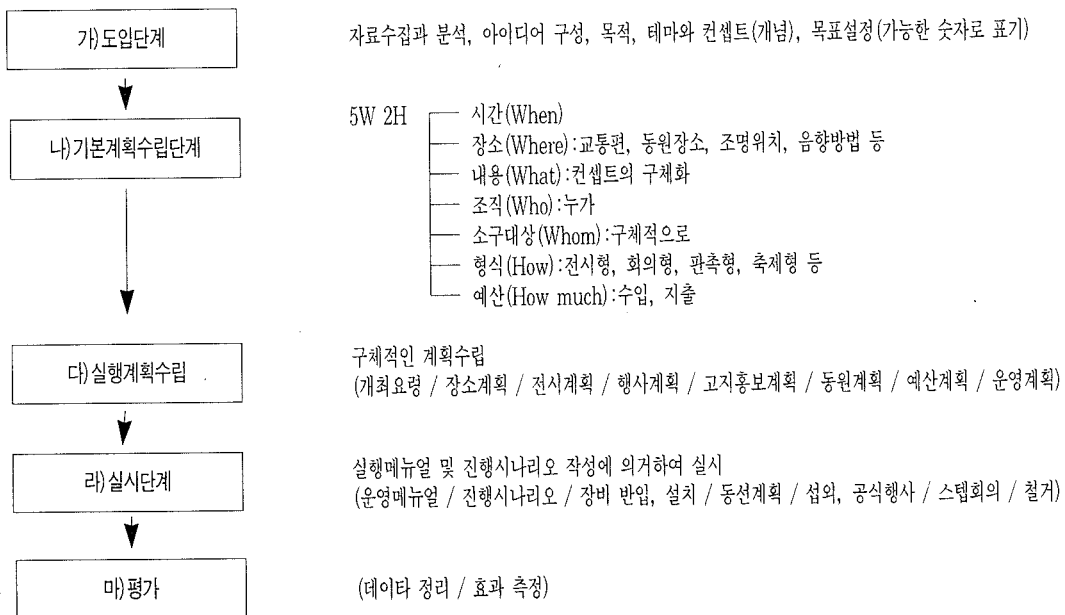 가)도입단계
자료수집과 분석, 아이디어 구성, 목적, 테마와 컨셉트(개념), 목표설정(가능한 숫자로 표기)
나)기본계획수립단계
5W 2H
시간(When)
장소(Where):교통편, 동원장소, 조명위치, 음향방법 등
내용(What):컨셉트의 구체화
조직(Who):누가
소구대상(Whom):구체적으로
형식(How):전시형, 회의형, 판촉형, 축제형 등
예산(How much):수입, 지출
다)실행계획수립
구체적인 계획수립
(개최요령 / 장소계획 / 전시계획 / 행사계획 / 고지홍보계획 / 동원계획 / 예산계획 / 운영계획)
라)실시단계
실행메뉴얼 및 진행시나리오 작성에 의거하여 실시
(운영메뉴얼 / 진행시나리오 / 장비 반입, 설치 / 동선계획 / 섭외, 공식행사 / 스텝회의 / 철거)
마)평가
(데이타 정리 / 효과 측정)